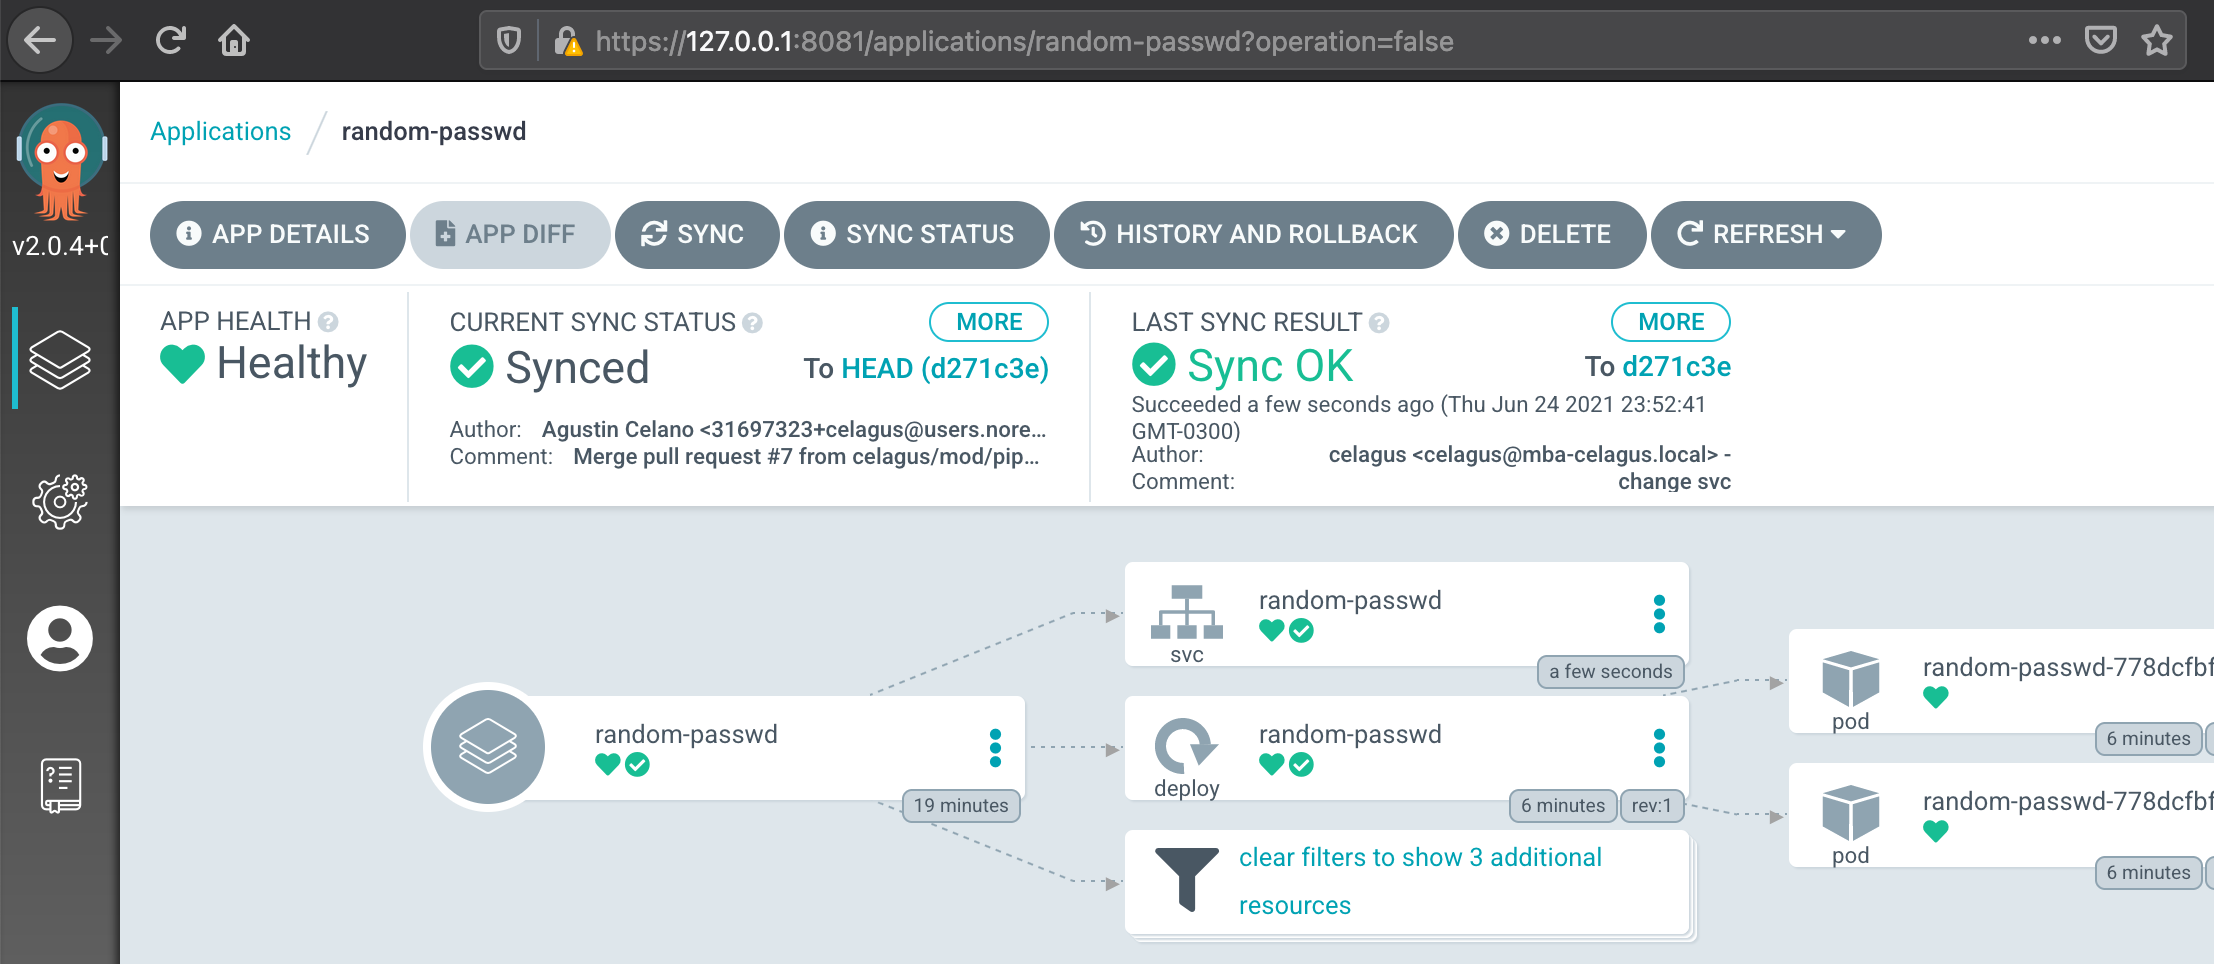 https://127.0.0.1:8081/applications/random-passwd?operation=false
Applications / random-passwd
v2.0.4+
APP DETAILS
APP DIFF
SYNC
SYNC STATUS
HISTORY AND ROLLBACK
DELETE
REFRESH
APP HEALTH
Healthy
CURRENT SYNC STATUS
MORE
Synced
To HEAD (d271c3e)
Author: Agustin Celano <31697323+celagus@users.nore...
Comment: Merge pull request #7 from celagus/mod/pip...
LAST SYNC RESULT
MORE
Sync OK
To d271c3e
Succeeded a few seconds ago (Thu Jun 24 2021 23:52:41
GMT-0300)
Author: celagus <celagus@mba-celagus.local> -
Comment: change svc
random-passwd
19 minutes
svc
random-passwd
a few seconds
deploy
random-passwd
6 minutes
rev:1
clear filters to show 3 additional
resources
pod
random-passwd-778dcfbf
6 minutes
pod
random-passwd-778dcfbf
6 minutes